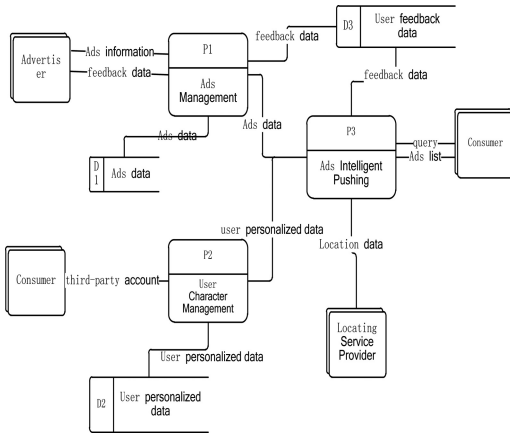 Advertis
er
Ads information
feedback data
P1
Ads
Management
feedback data
D3
User feedback
data
feedback data
Ads data
Ads data
D
1
Ads data
P3
Ads Intelligent
Pushing
query
Ads list
Consumer
user personalized data
Location data
Consumer
third-party account
P2
User
Character
Management
Locating
Service
Provider
User personalized data
D2
User personalized
data